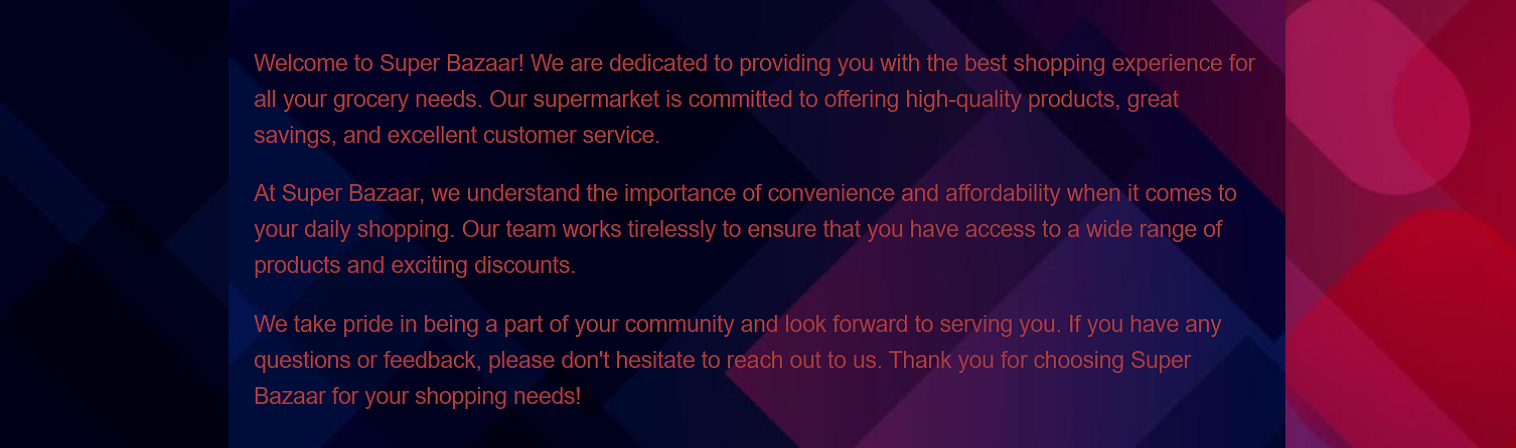 Welcome to Super Bazaar! We are dedicated to providing you with the best shopping experience for
all your grocery needs. Our supermarket is committed to offering high-quality products, great
savings, and excellent customer service.
At Super Bazaar, we understand the importance of convenience and affordability when it comes to
your daily shopping. Our team works tirelessly to ensure that you have access to a wide range of
products and exciting discounts.
We take pride in being a part of your community and look forward to serving you. If you have any
questions or feedback, please don't hesitate to reach out to us. Thank you for choosing Super
Bazaar for your shopping needs!